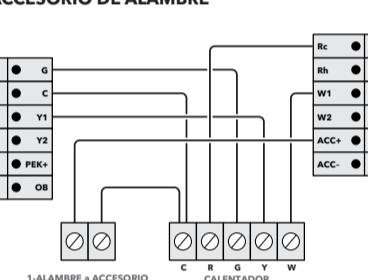 ACCESORIO DE ALAMBRE
G
C
Y1
Y2
PEK+
OB
Rc
Rh
W1
W2
ACC+
ACC-
C R G Y W
1-ALAMBRE a ACCESORIO
CALENTADOR